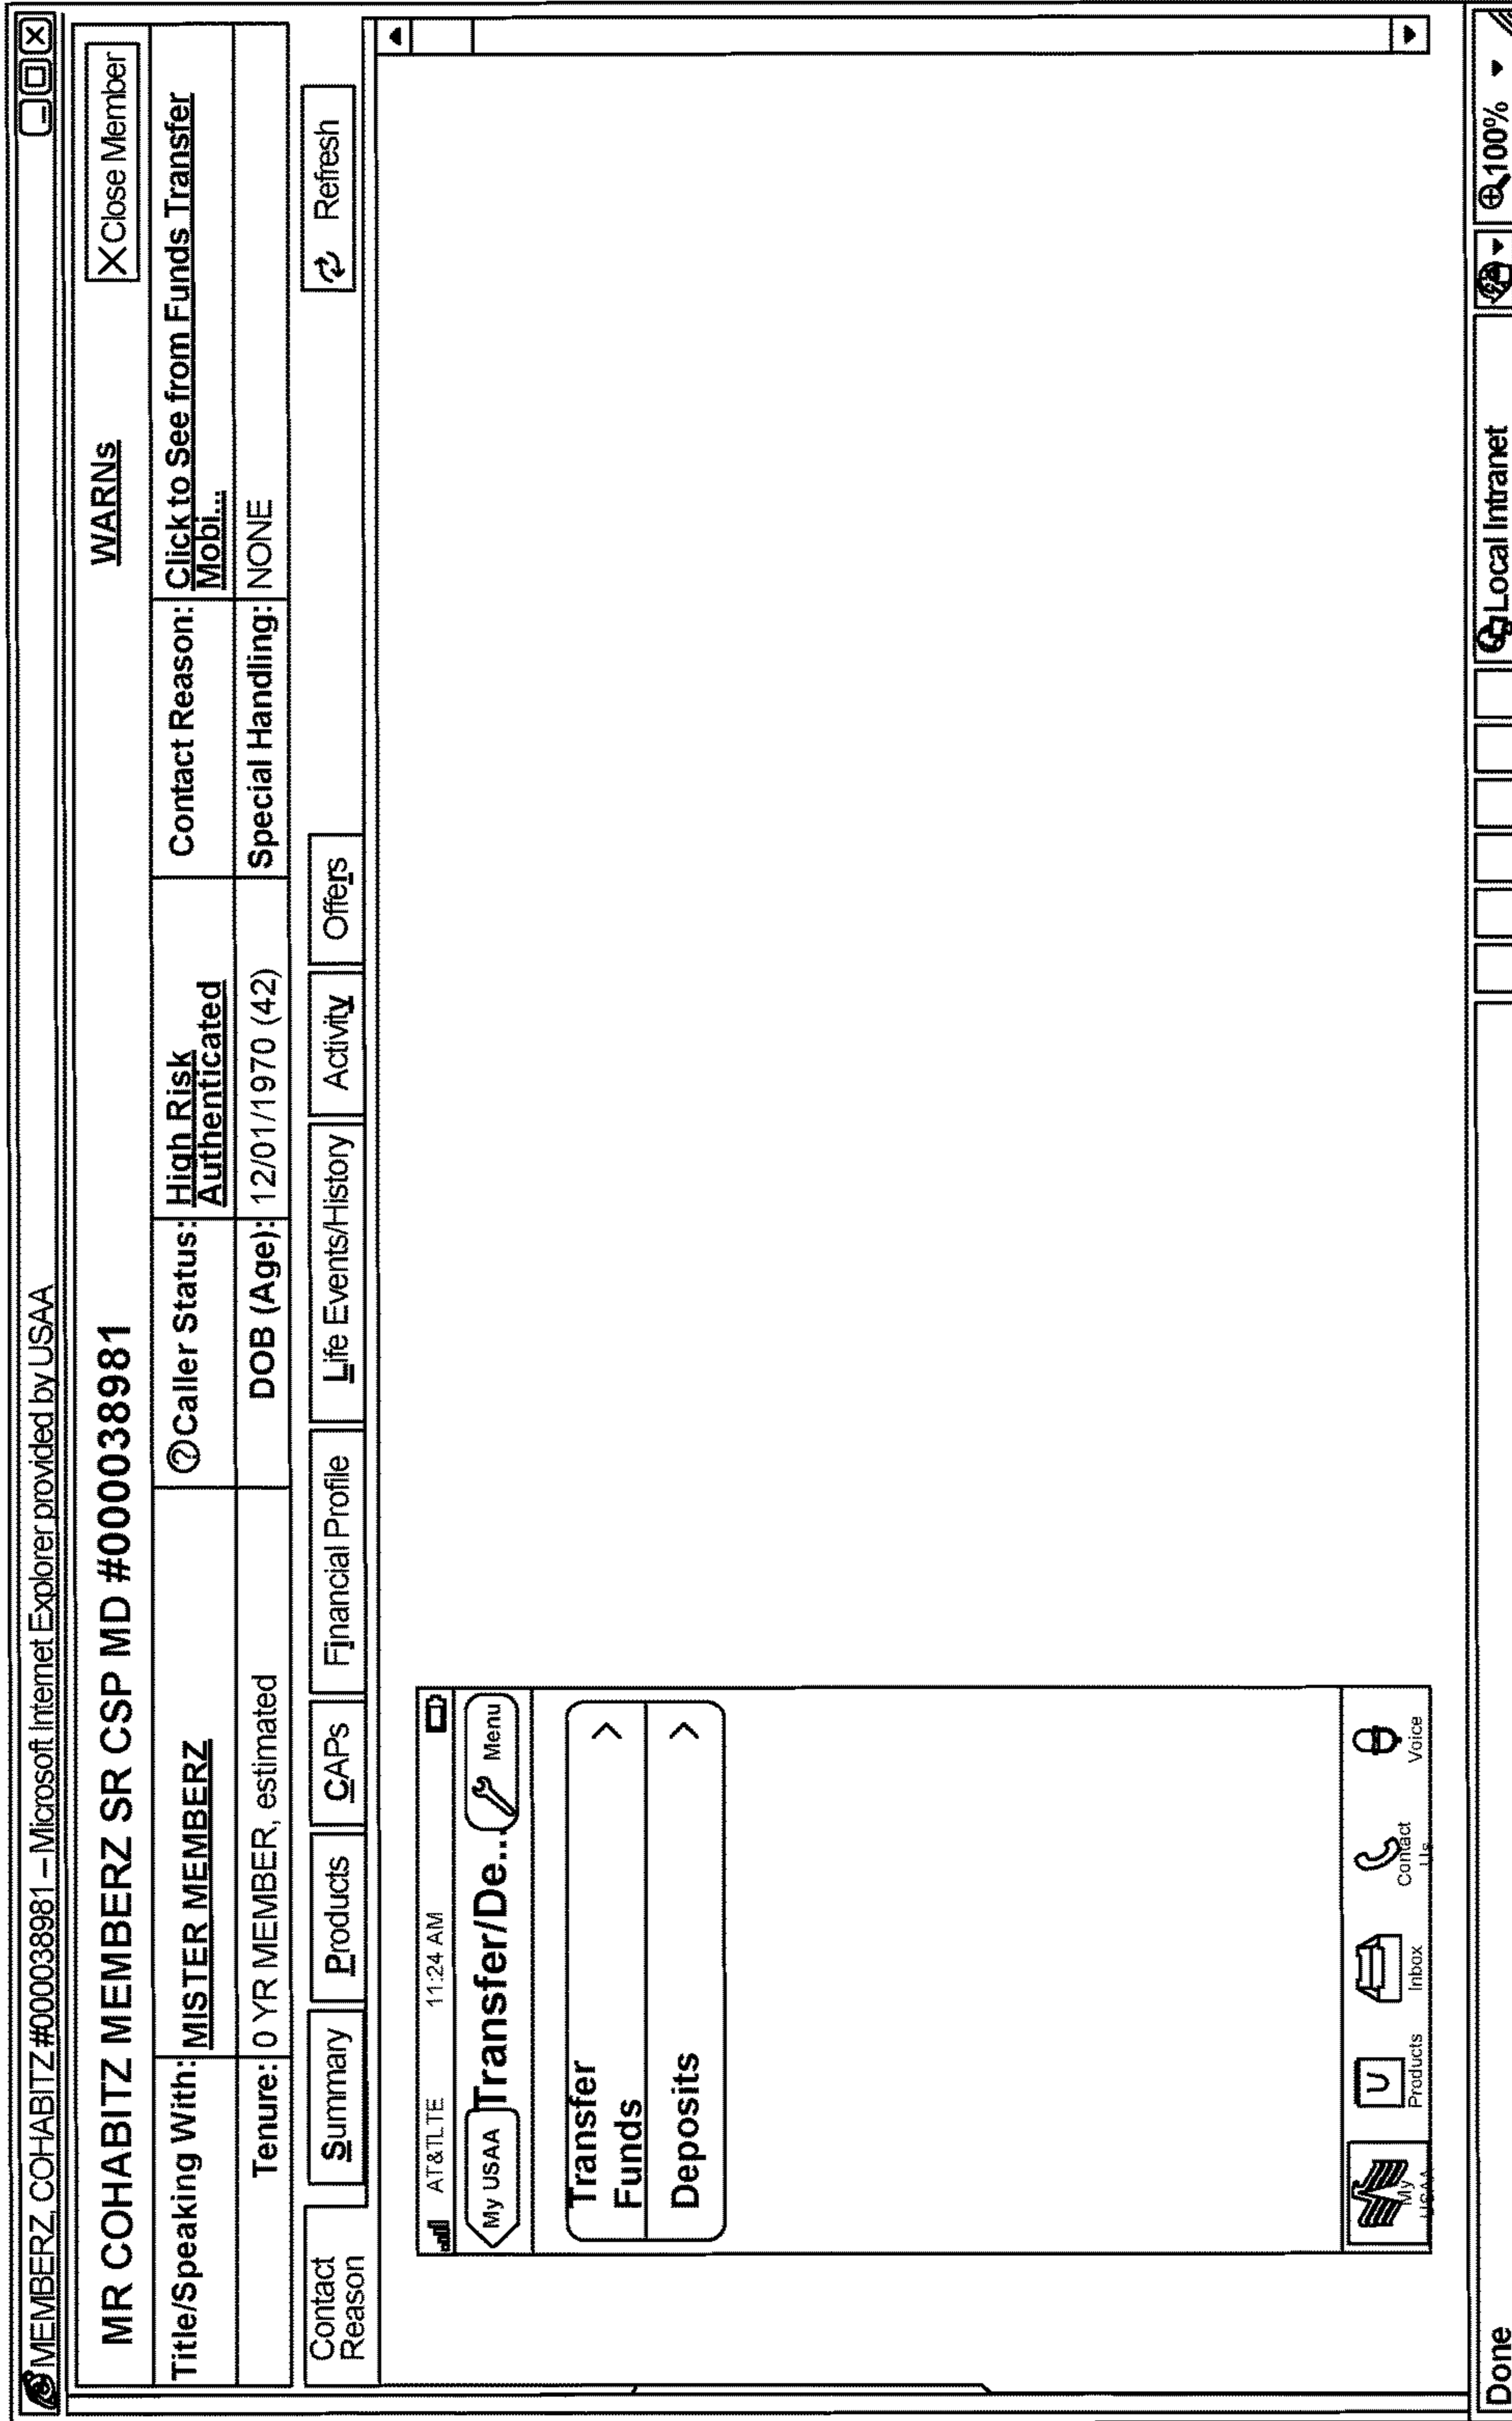 MEMBERZ, COHABITZ #000038981 – Microsoft Internet Explorer provided by USAA
MR COHABITZ MEMBERZ SR CSP MD #000038981
WARNs
Close Member
Title/Speaking With: MISTER MEMBERZ
Caller Status: High Risk
Authenticated
Contact Reason: Click to See from Funds Transfer
Mobi...
Tenure: 0 YR MEMBER, estimated
DOB (Age): 12/01/1970 (42)
Special Handling: NONE
Contact
Reason
Summary
Products
CAPs
Financial Profile
Life Events/History
Activity
Offers
Refresh
AT&TLTE 11:24 AM
My USAA
Transfer/De...
Menu
Transfer
Funds
>
Deposits
>
My
USAA
U
Products
Inbox
Contact
Us
Voice
Done
Local Intranet
100%